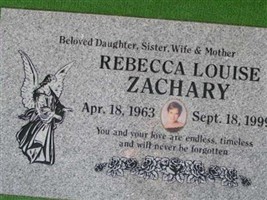 Beloved Daughter, Sister, Wife & Mother
REBECCA LOUISE
ZACHARY
Apr. 18, 1963 Sept. 18, 1999
You and your love are endless, timeless
and will never be forgotten